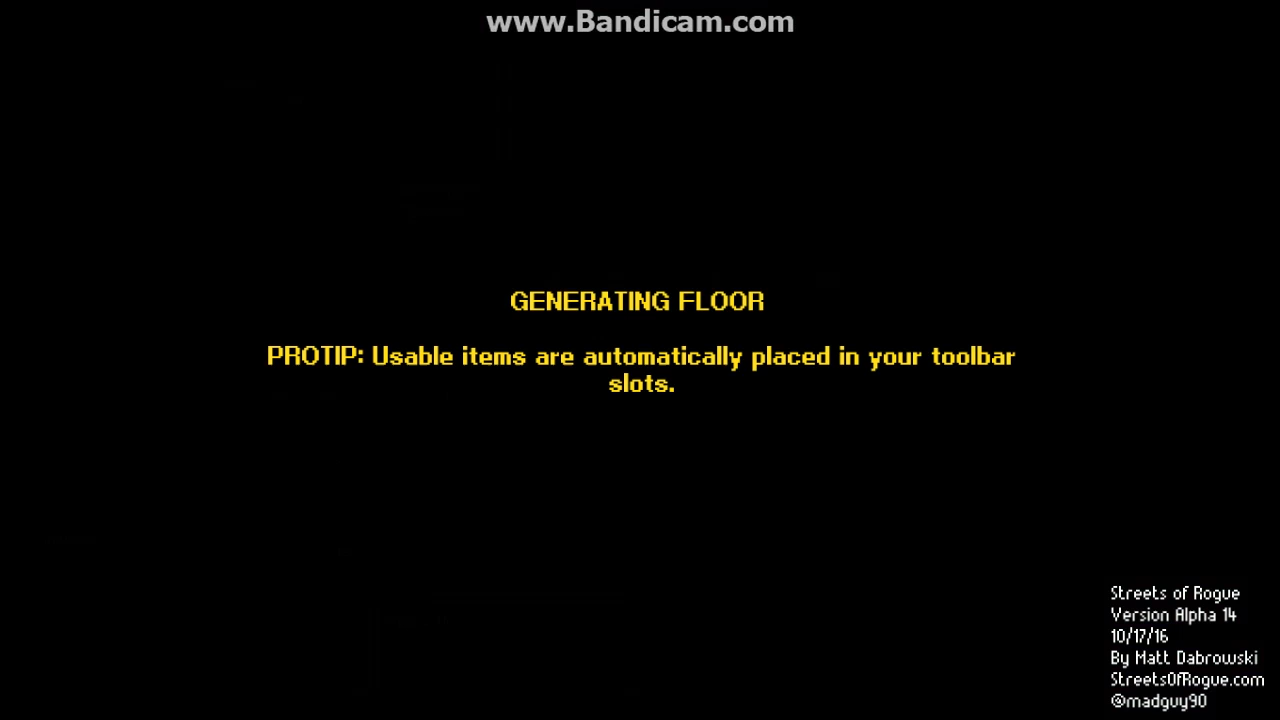 www.Bandicam.com
GENERATING FLOOR
PROTIP: Usable items are automatically placed in your toolbar
slots.
Streets of Rogue
Version Alpha 14
10/17/16
By Matt Dabrowski
StreetsOfRogue.com
@madguy90